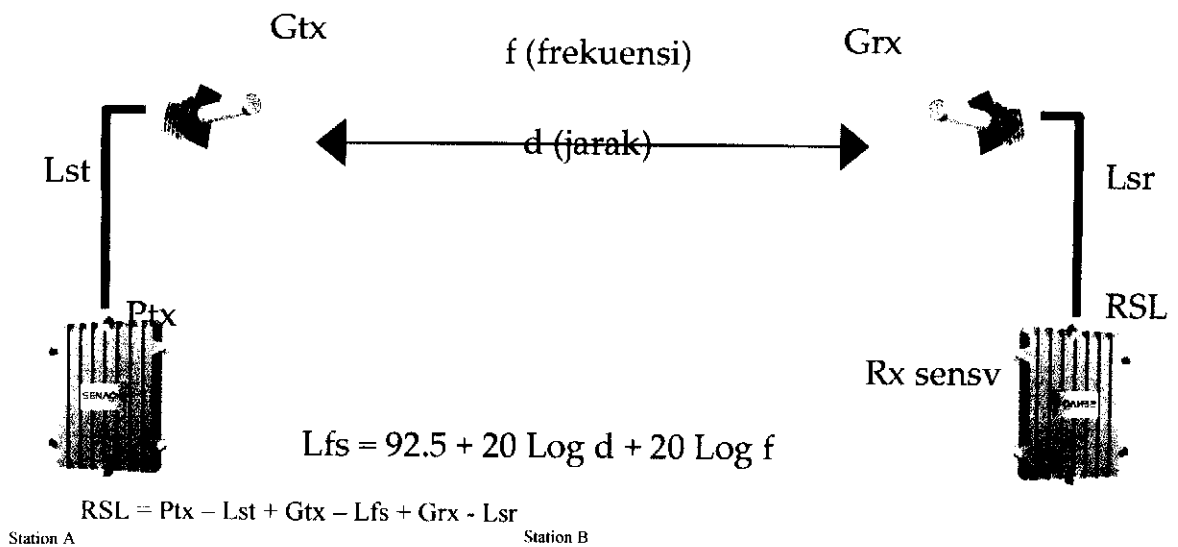 Gtx
f (frekuensi)
Grx
d (jarak)
Lst
Lsr
Ptx
RSL
Rx sensv
Lfs = 92.5 + 20 Log d + 20 Log f
RSL = Ptx – Lst + Gtx – Lfs + Grx - Lsr
Station A
Station B